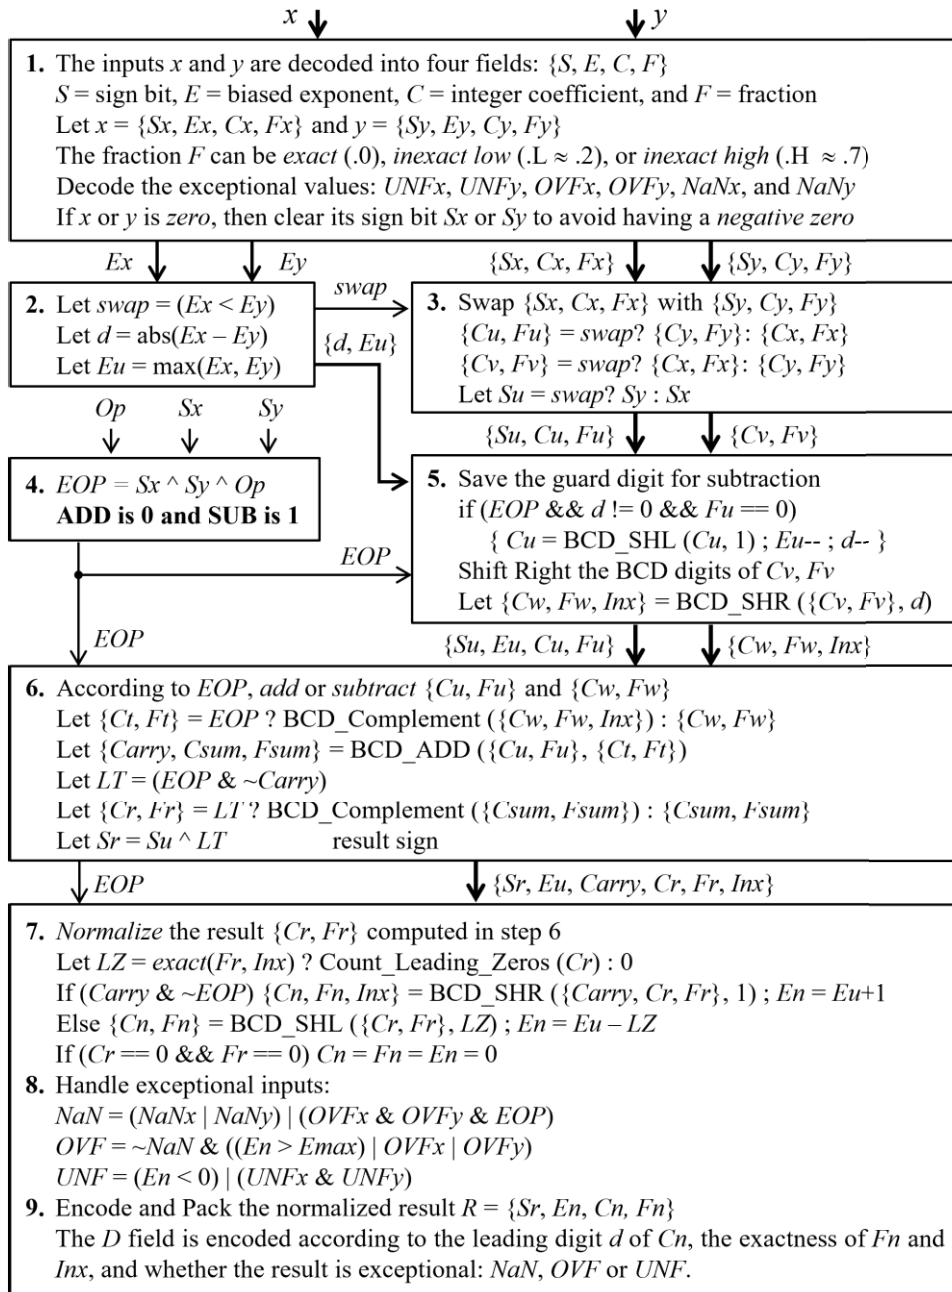 x y
1. The inputs x and y are decoded into four fields: {S, E, C, F}
S = sign bit, E = biased exponent, C = integer coefficient, and F = fraction
Let x = {Sx, Ex, Cx, Fx} and y = {Sy, Ey, Cy, Fy}
The fraction F can be exact (.0), inexact low (.L ≈ .2), or inexact high (.H ≈ .7)
Decode the exceptional values: UNFx, UNFy, OVFx, OVFy, NaNx, and NaNy
If x or y is zero, then clear its sign bit Sx or Sy to avoid having a negative zero
Ex Ey {Sx, Cx, Fx} {Sy, Cy, Fy}
2. Let swap = (Ex < Ey)
Let d = abs(Ex – Ey)
Let Eu = max(Ex, Ey)
swap
{d, Eu}
3. Swap {Sx, Cx, Fx} with {Sy, Cy, Fy}
{Cu, Fu} = swap? {Cy, Fy}: {Cx, Fx}
{Cv, Fv} = swap? {Cx, Fx}: {Cy, Fy}
Let Su = swap? Sy : Sx
Op Sx Sy
{Su, Cu, Fu} {Cv, Fv}
4. EOP = Sx ^ Sy ^ Op
ADD is 0 and SUB is 1
EOP
5. Save the guard digit for subtraction
if (EOP && d != 0 && Fu == 0)
{ Cu = BCD_SHL (Cu, 1) ; Eu-- ; d-- }
Shift Right the BCD digits of Cv, Fv
Let {Cw, Fw, Inx} = BCD_SHR ({Cv, Fv}, d)
EOP {Su, Eu, Cu, Fu} {Cw, Fw, Inx}
6. According to EOP, add or subtract {Cu, Fu} and {Cw, Fw}
Let {Ct, Ft} = EOP ? BCD_Complement ({Cw, Fw, Inx}) : {Cw, Fw}
Let {Carry, Csum, Fsum} = BCD_ADD ({Cu, Fu}, {Ct, Ft})
Let LT = (EOP & ~Carry)
Let {Cr, Fr} = LT ? BCD_Complement ({Csum, Fsum}) : {Csum, Fsum}
Let Sr = Su ^ LT result sign
EOP {Sr, Eu, Carry, Cr, Fr, Inx}
7. Normalize the result {Cr, Fr} computed in step 6
Let LZ = exact(Fr, Inx) ? Count_Leading_Zeros (Cr) : 0
If (Carry & ~EOP) {Cn, Fn, Inx} = BCD_SHR ({Carry, Cr, Fr}, 1) ; En = Eu+1
Else {Cn, Fn} = BCD_SHL ({Cr, Fr}, LZ) ; En = Eu – LZ
If (Cr == 0 && Fr == 0) Cn = Fn = En = 0
8. Handle exceptional inputs:
NaN = (NaNx | NaNy) | (OVFx & OVFy & EOP)
OVF = ~NaN & ((En > Emax) | OVFx | OVFy)
UNF = (En < 0) | (UNFx & UNFy)
9. Encode and Pack the normalized result R = {Sr, En, Cn, Fn}
The D field is encoded according to the leading digit d of Cn, the exactness of Fn and
Inx, and whether the result is exceptional: NaN, OVF or UNF.